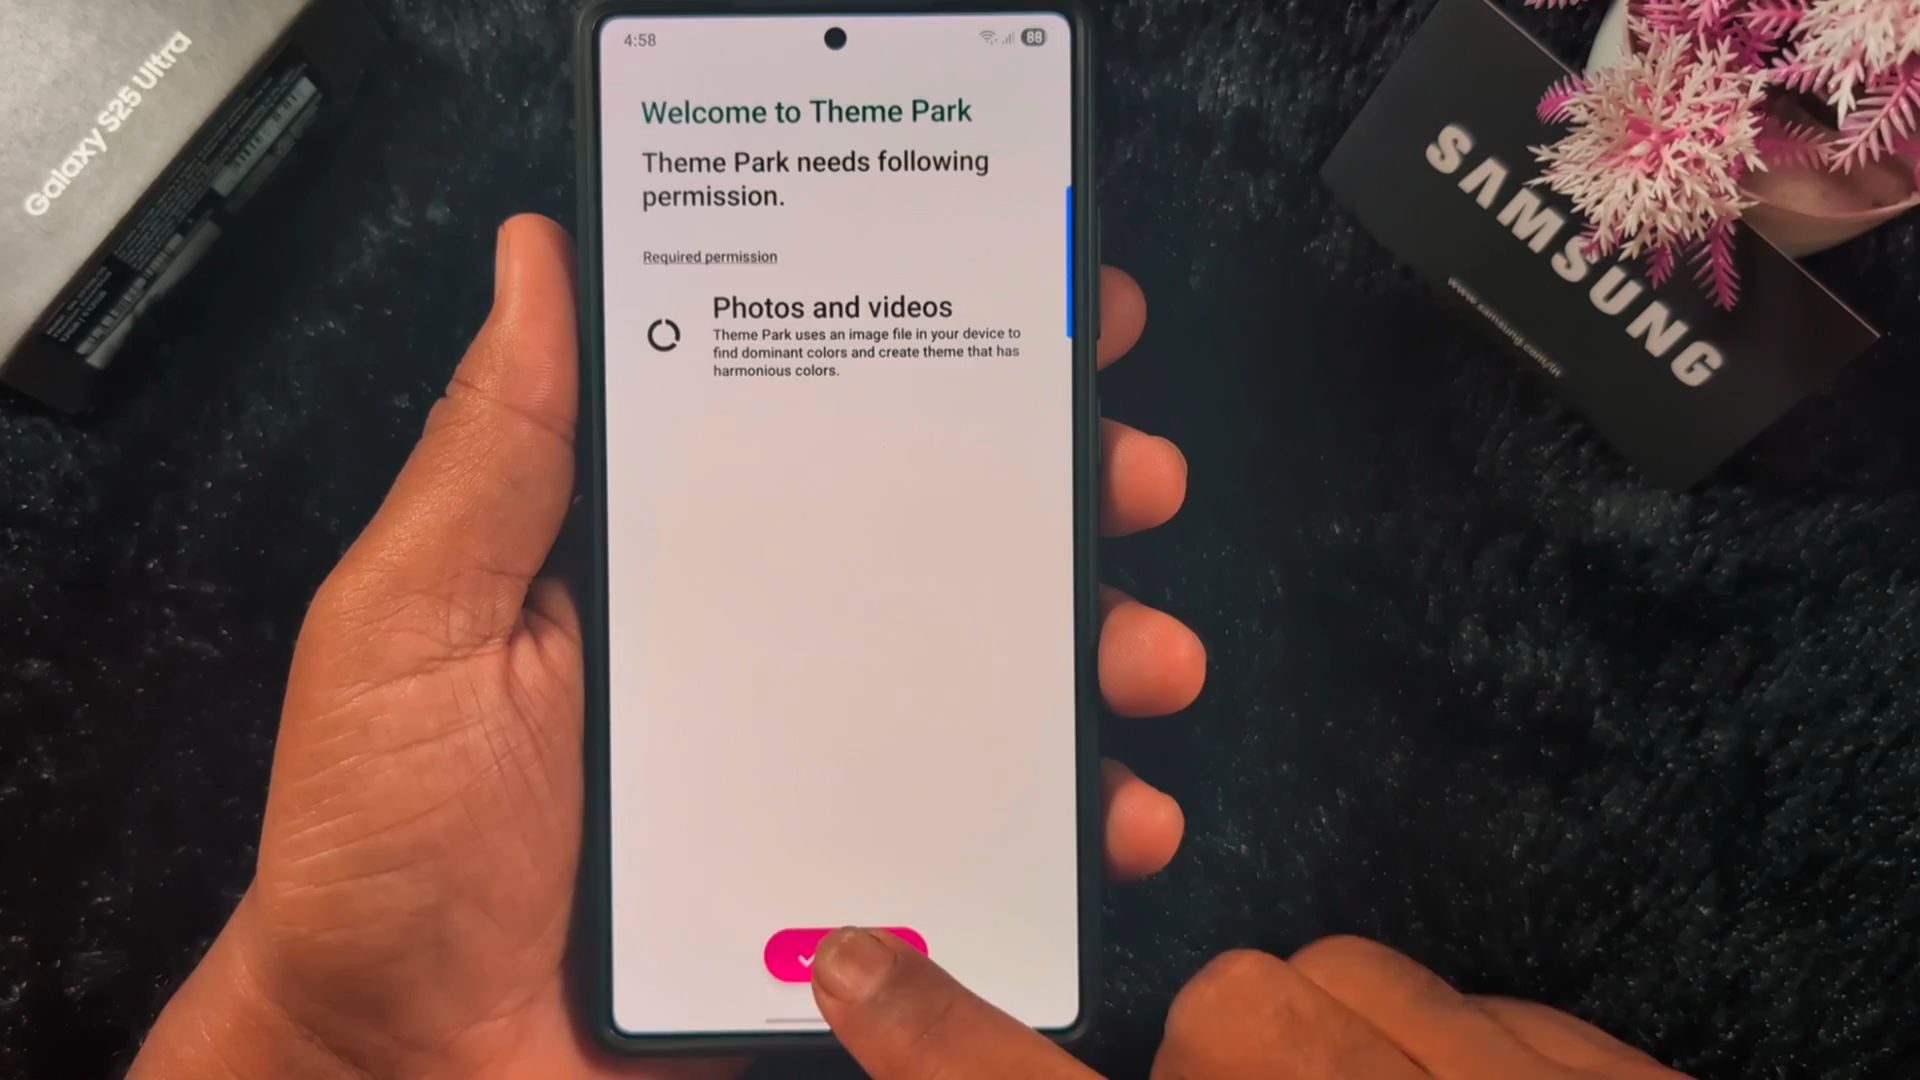 Galaxy S25 Ultra
4:58
88
Welcome to Theme Park
Theme Park needs following
permission.
Required permission
Photos and videos
Theme Park uses an image file in your device to
find dominant colors and create theme that has
harmonious colors.
SAMSUNG